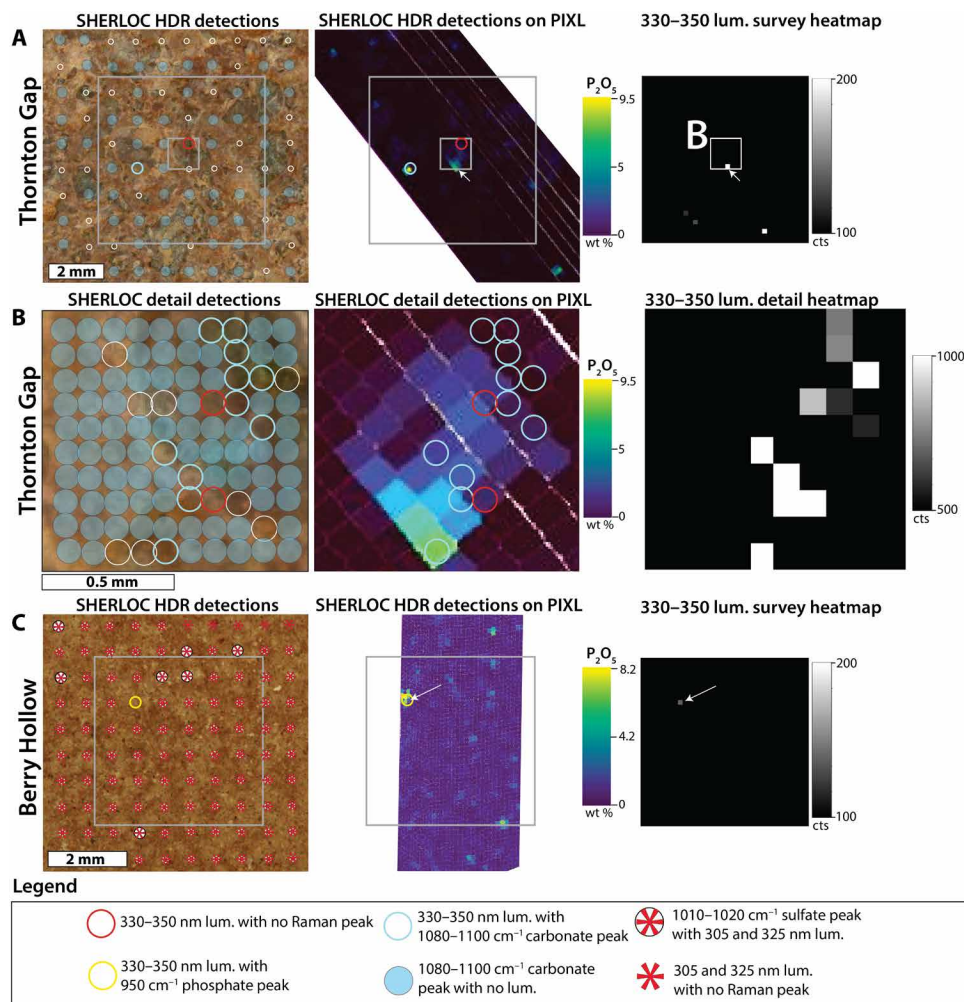 SHERLOC HDR detections
SHERLOC HDR detections on PIXL
330–350 lum. survey heatmap
A
Thornton Gap
2 mm
P2O5
9.5
5
0
wt %
B
200
100
cts
SHERLOC detail detections
SHERLOC detail detections on PIXL
330–350 lum. detail heatmap
B
Thornton Gap
0.5 mm
P2O5
9.5
5
0
wt %
1000
500
cts
SHERLOC HDR detections
SHERLOC HDR detections on PIXL
330–350 lum. survey heatmap
C
Berry Hollow
2 mm
P2O5
8.2
4.2
0
wt %
200
100
cts
Legend
330–350 nm lum. with no Raman peak
330–350 nm lum. with
1080–1100 cm⁻¹ carbonate peak
1010–1020 cm⁻¹ sulfate peak
with 305 and 325 nm lum.
330–350 nm lum. with
950 cm⁻¹ phosphate peak
1080–1100 cm⁻¹ carbonate
peak with no lum.
305 and 325 nm lum.
with no Raman peak